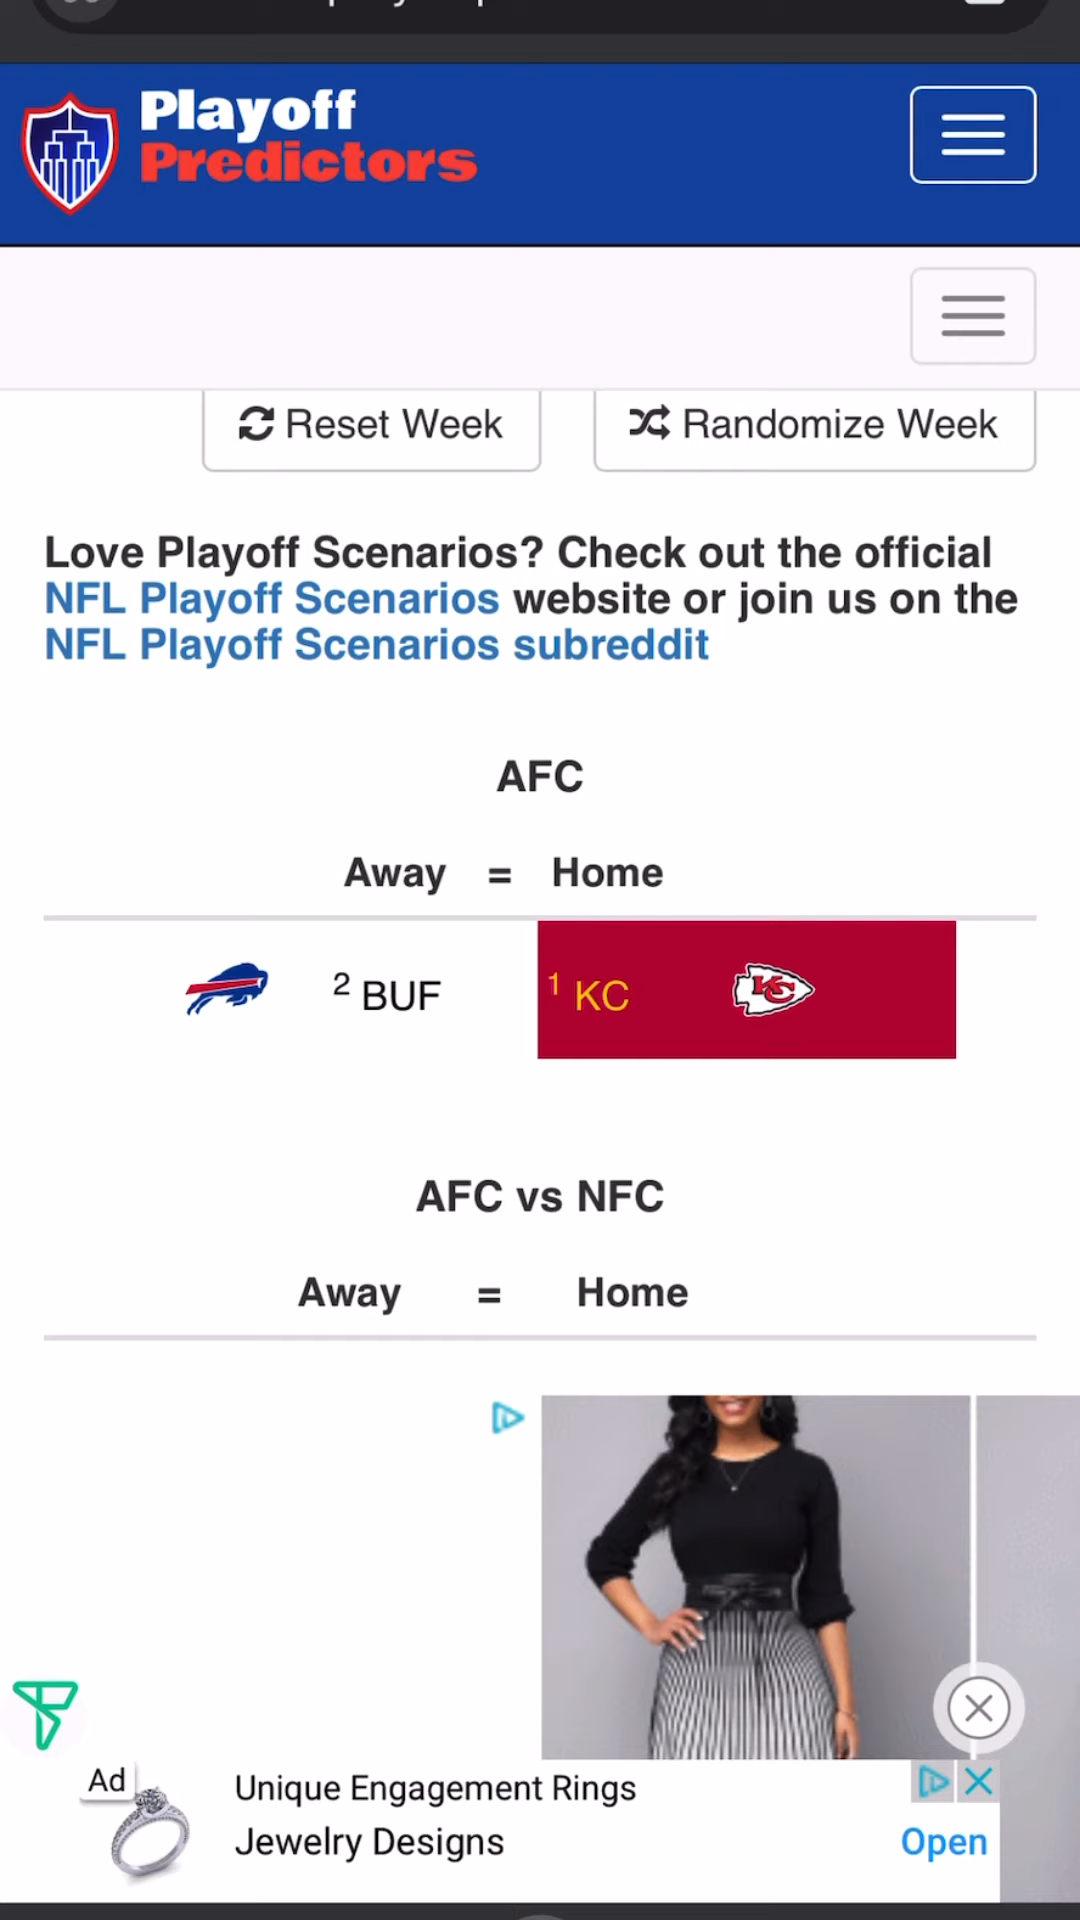 Playoff
Predictors
Reset Week
Randomize Week
Love Playoff Scenarios? Check out the official
NFL Playoff Scenarios website or join us on the
NFL Playoff Scenarios subreddit
AFC
Away = Home
2 BUF
1 KC
KC
AFC vs NFC
Away = Home
Ad
Unique Engagement Rings
Jewelry Designs
Open